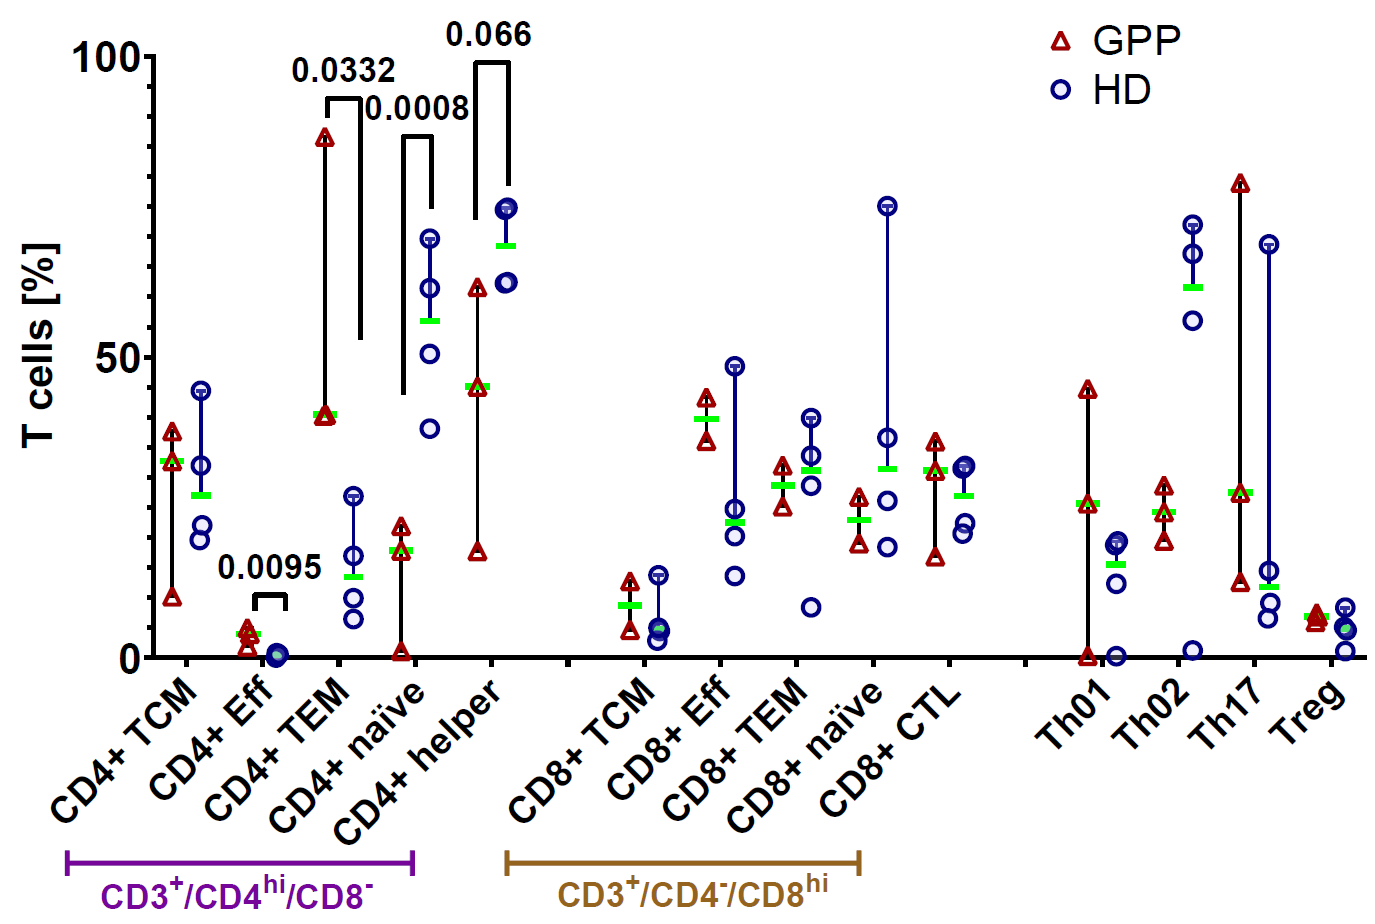 0.066
GPP
HD
100
0.0332
0.0008
T cells [%]
50
0.0095
0
CD4+ TCM
CD4+ Eff
CD4+ TEM
CD4+ naïve
CD4+ helper
CD8+ TCM
CD8+ Eff
CD8+ TEM
CD8+ naïve
CD8+ CTL
Th01
Th02
Th17
Treg
CD3⁺/CD4ʰⁱ/CD8⁻
CD3⁺/CD4⁻/CD8ʰⁱ